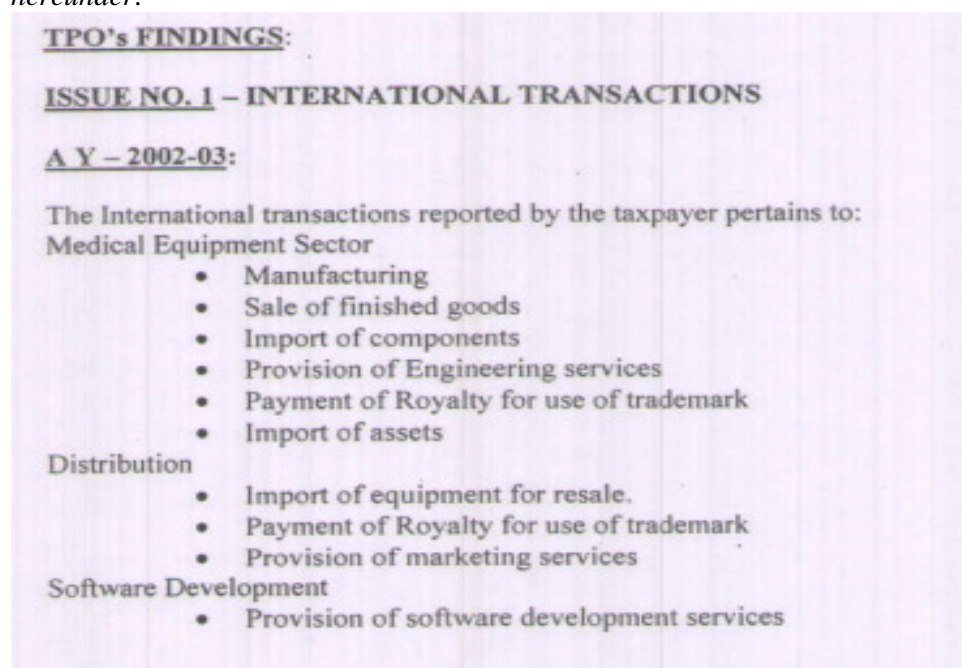 hereunder:
TPO's FINDINGS:
ISSUE NO. 1 – INTERNATIONAL TRANSACTIONS
A Y – 2002-03:
The International transactions reported by the taxpayer pertains to:
Medical Equipment Sector
• Manufacturing
• Sale of finished goods
• Import of components
• Provision of Engineering services
• Payment of Royalty for use of trademark
• Import of assets
Distribution
• Import of equipment for resale.
• Payment of Royalty for use of trademark
• Provision of marketing services
Software Development
• Provision of software development services